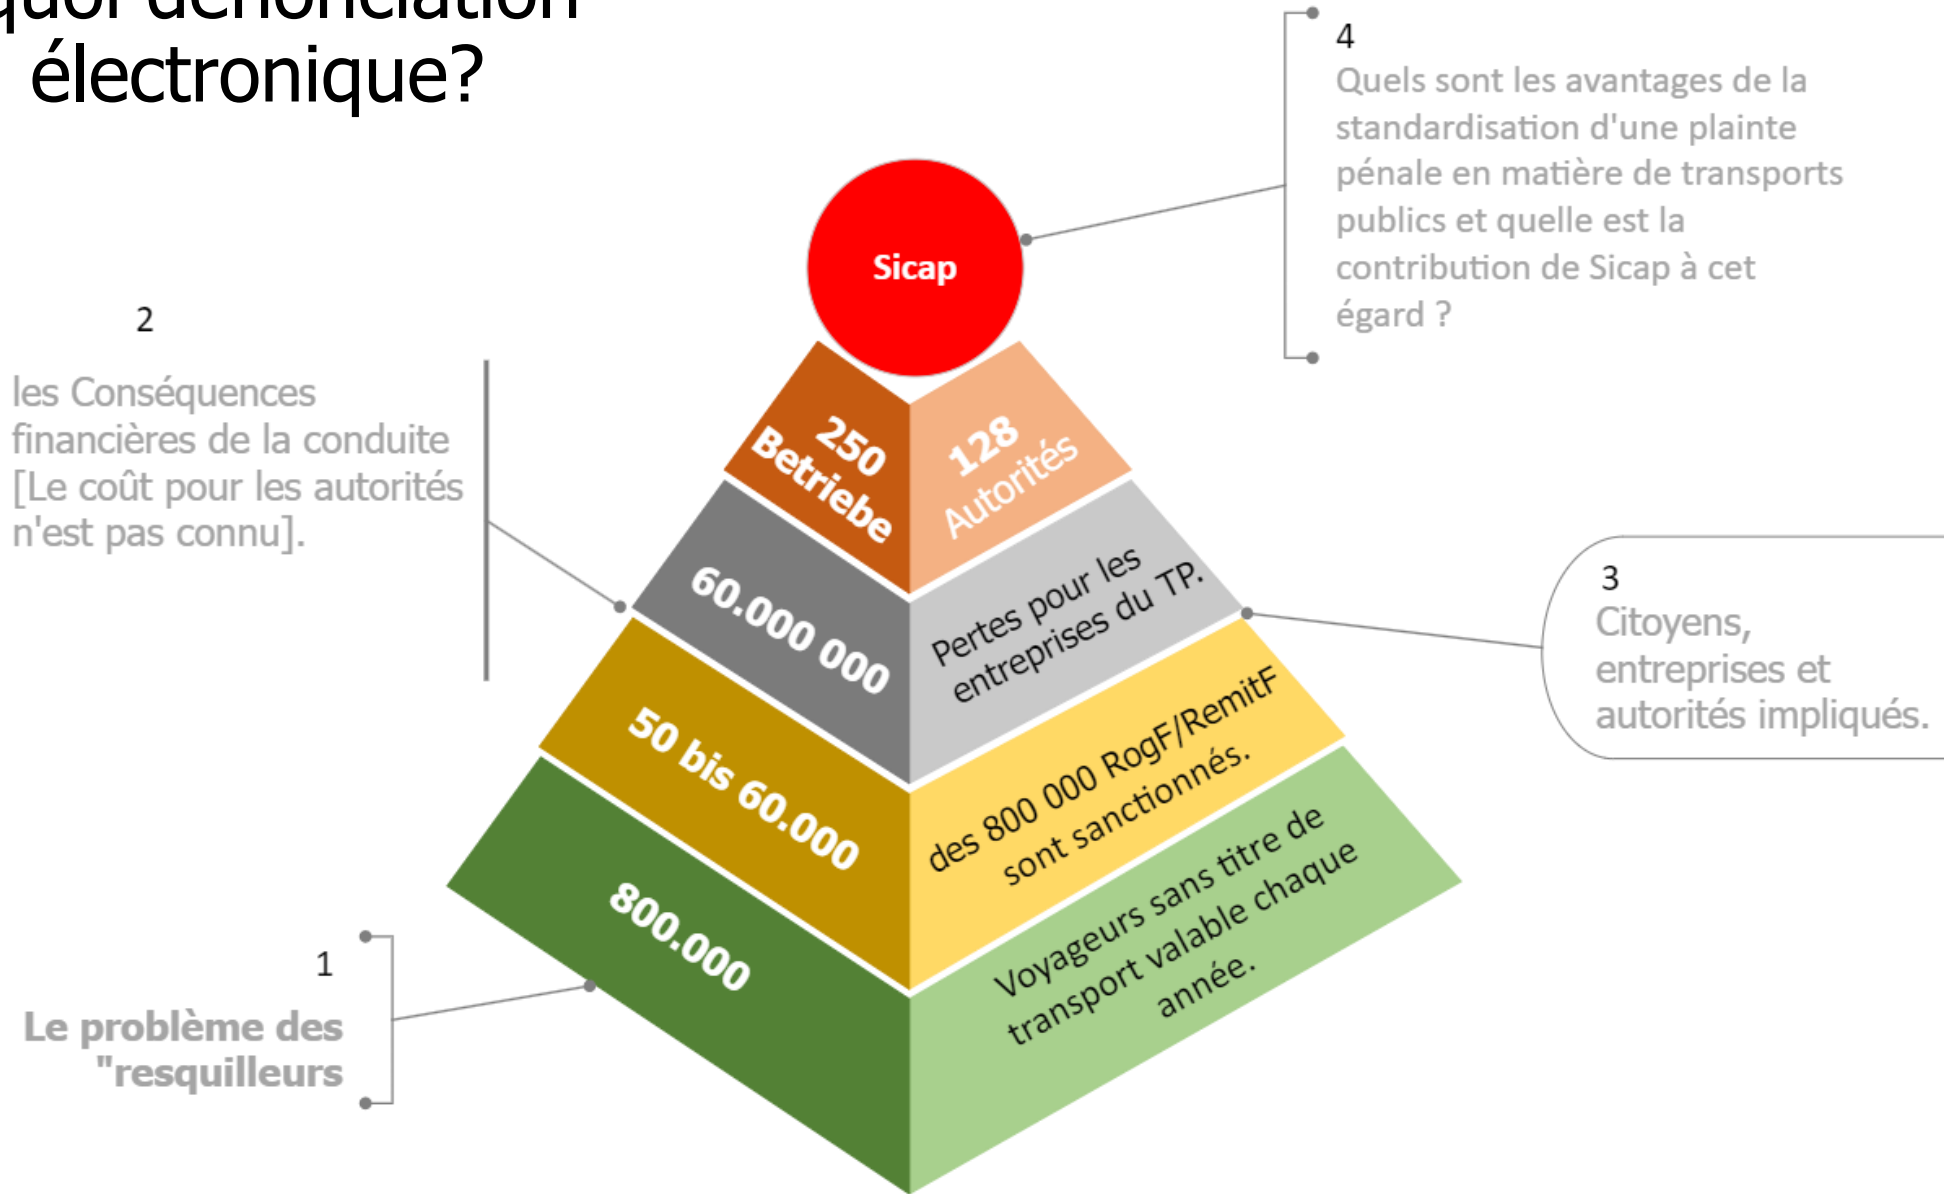 quoi dénonciation
électronique?
4
Quels sont les avantages de la
standardisation d'une plainte
pénale en matière de transports
publics et quelle est la
contribution de Sicap à cet
égard ?
Sicap
2
les Conséquences
financières de la conduite
[Le coût pour les autorités
n'est pas connu].
250
Betriebe
128
Autorités
60.000 000
Pertes pour les
entreprises du TP.
3
Citoyens,
entreprises et
autorités impliqués.
50 bis 60.000
des 800 000 RogF/RemitF
sont sanctionnés.
800.000
Voyageurs sans titre de
transport valable chaque
année.
1
Le problème des
"resquilleurs